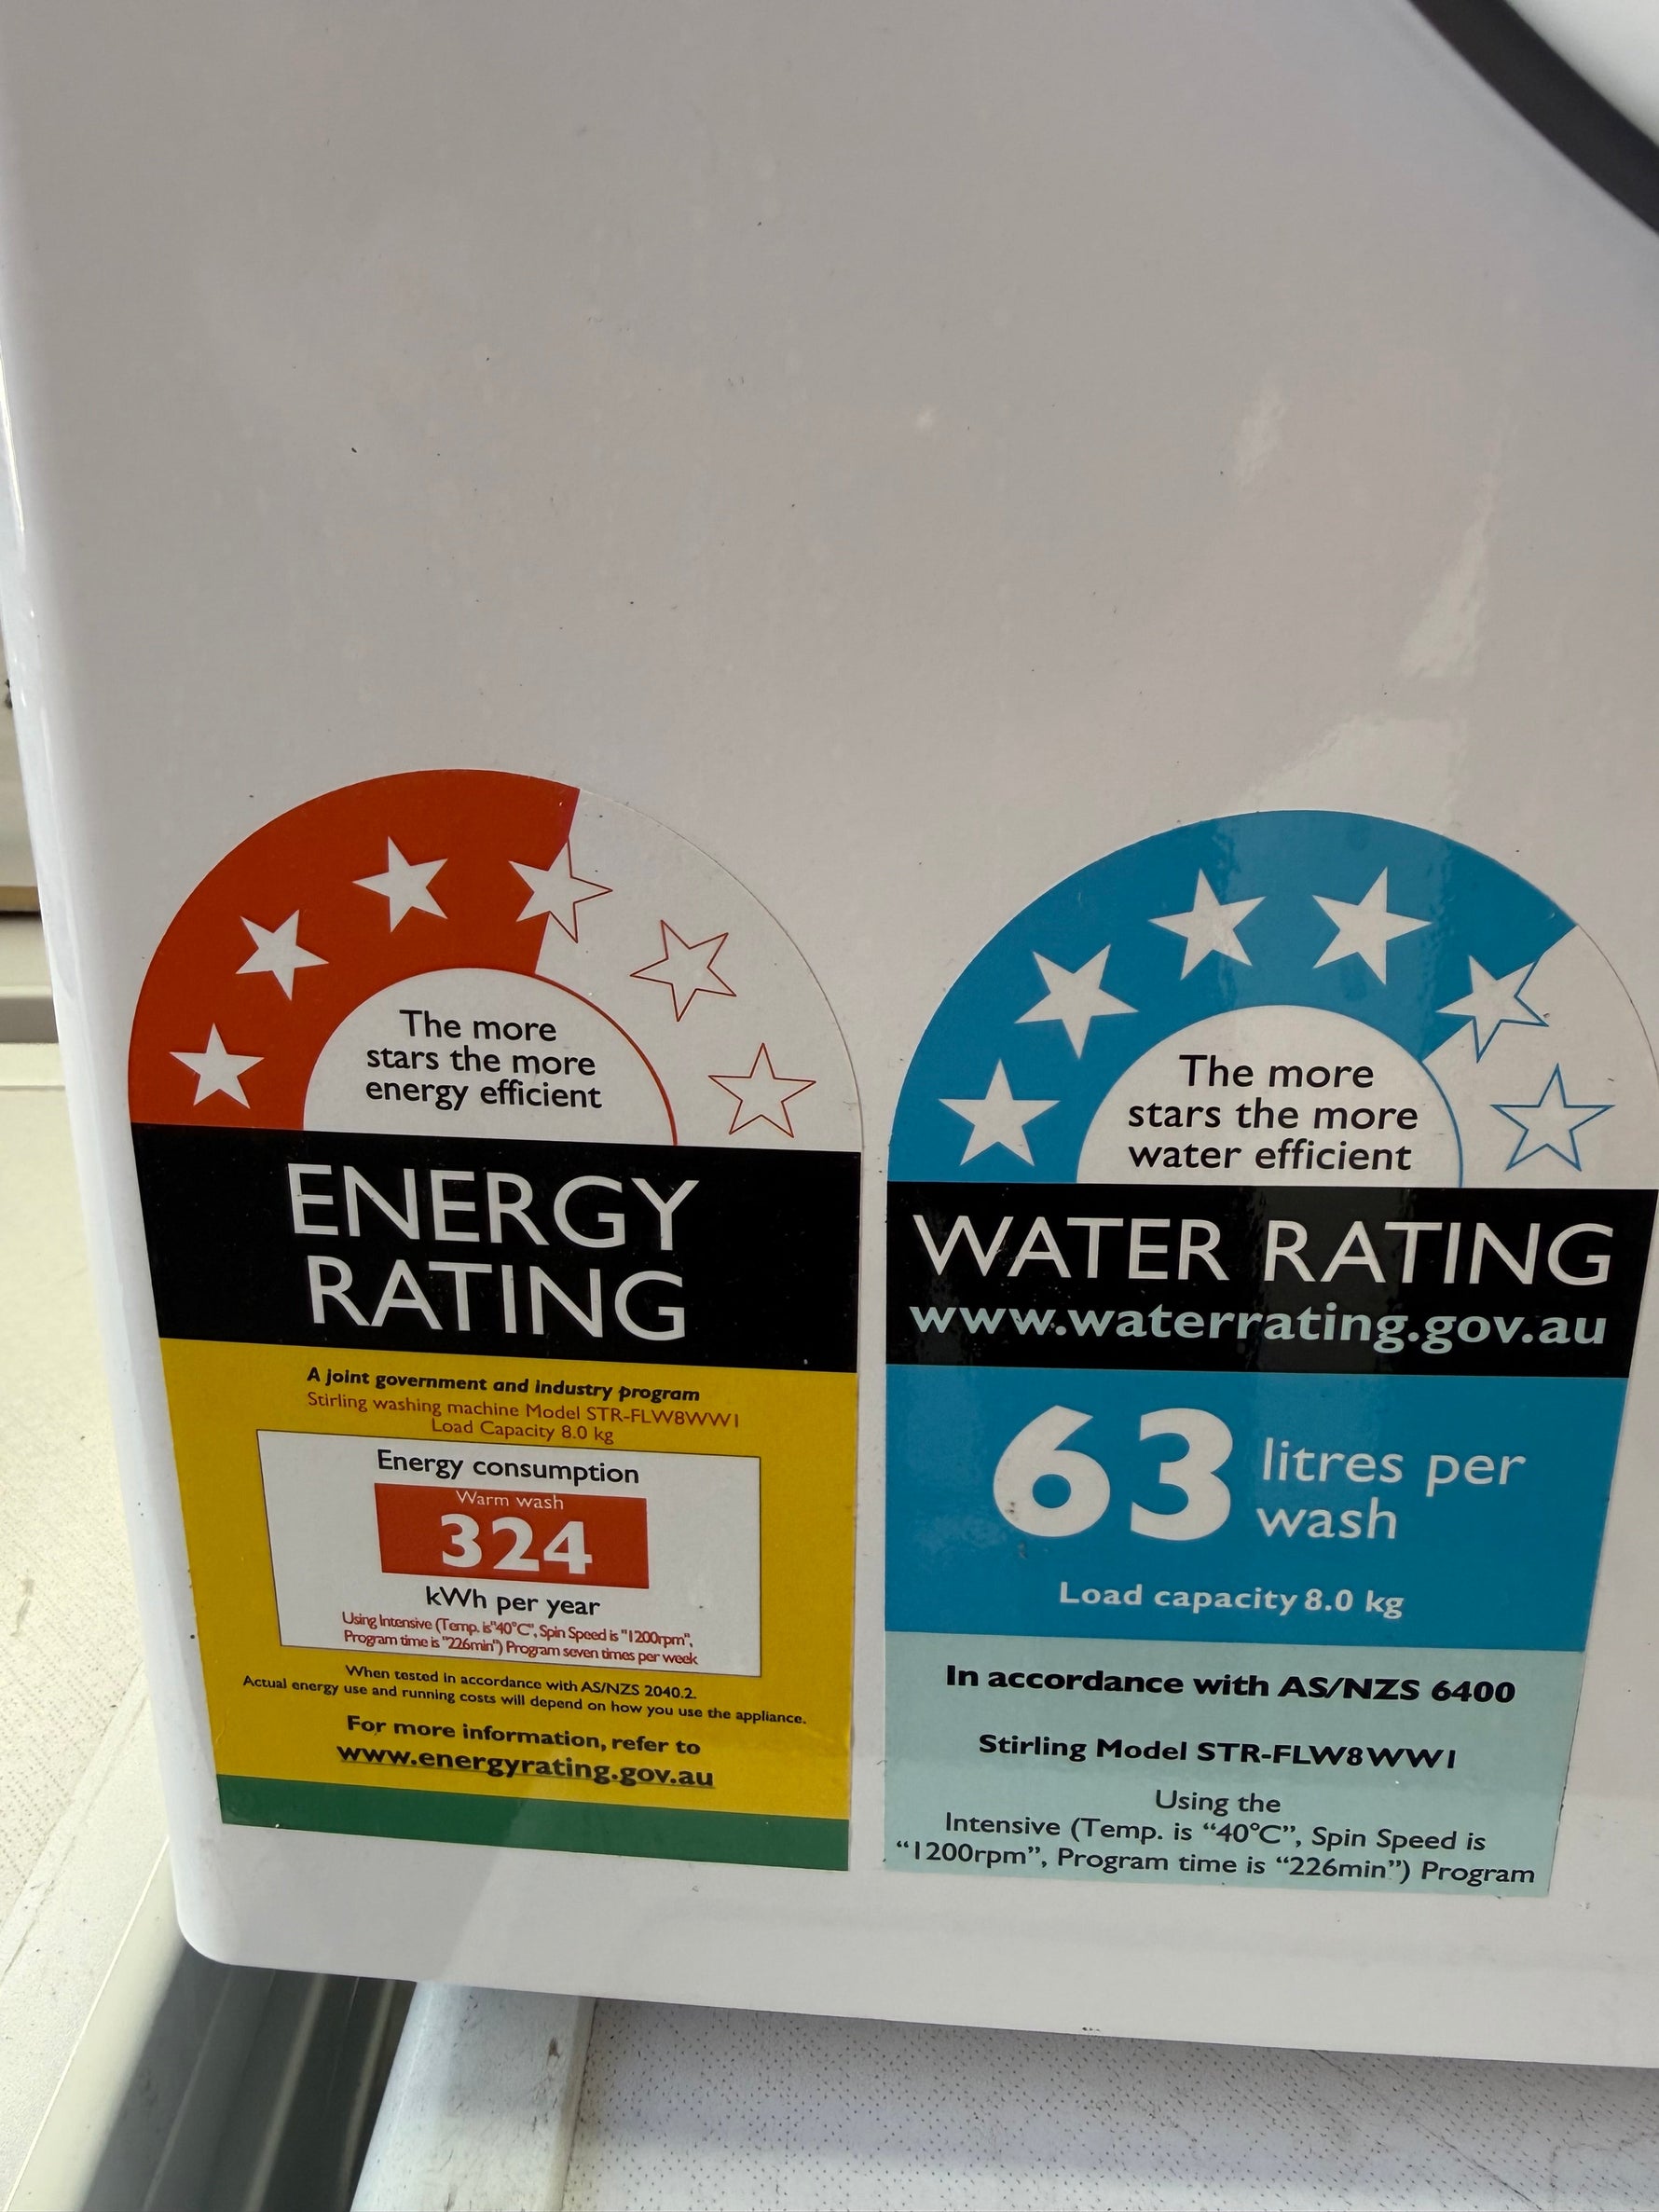 The more
stars the more
energy efficient
ENERGY
RATING
A joint government and industry program
Stirling washing machine Model STR-FLW8WW1
Load Capacity 8.0 kg
Energy consumption
Warm wash
324
kWh per year
Using Intensive (Temp. is"40°C", Spin Speed is "1200rpm",
Program time is "226min") Program seven times per week
When tested in accordance with AS/NZS 2040.2.
Actual energy use and running costs will depend on how you use the appliance.
For more information, refer to
www.energyrating.gov.au
The more
stars the more
water efficient
WATER RATING
www.waterrating.gov.au
63 litres per
wash
Load capacity 8.0 kg
In accordance with AS/NZS 6400
Stirling Model STR-FLW8WW1
Using the
Intensive (Temp. is “40°C”, Spin Speed is
“1200rpm”, Program time is “226min”) Program